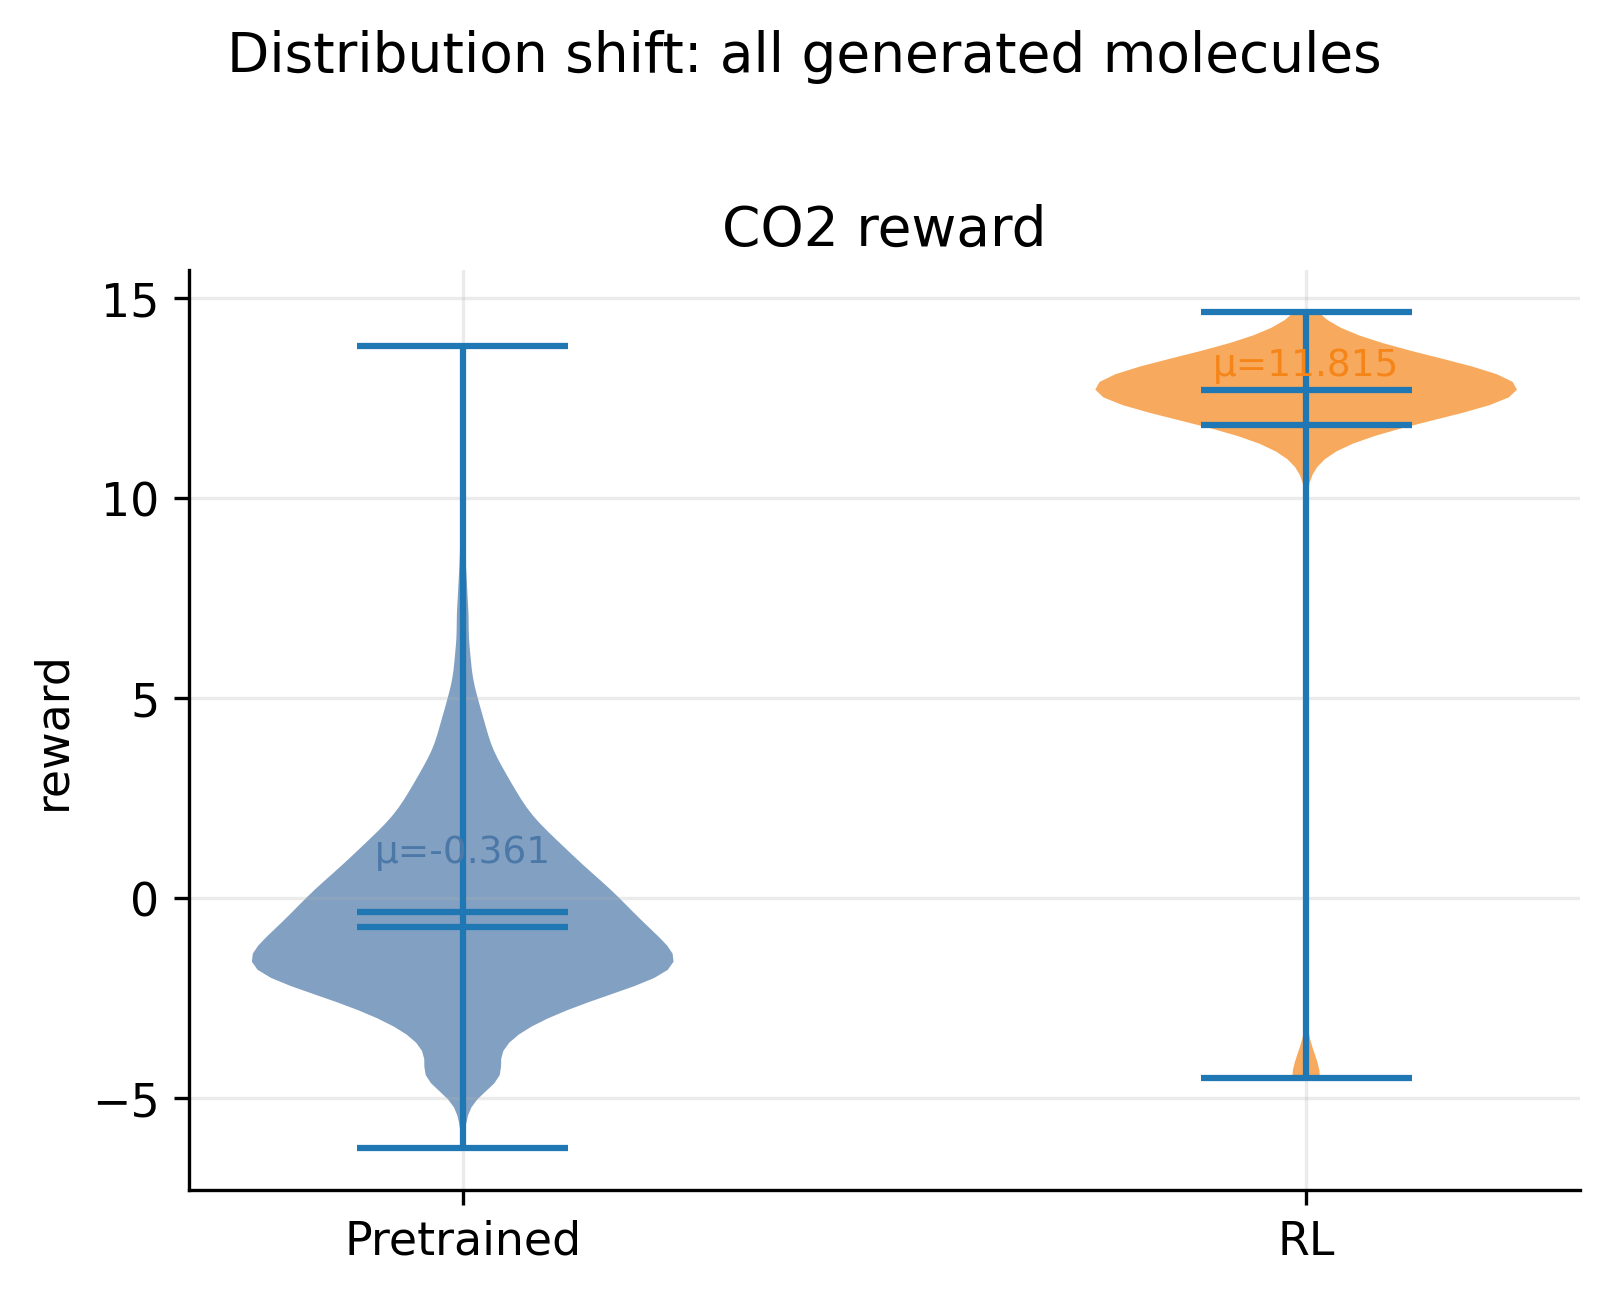 Distribution shift: all generated molecules
CO2 reward
15
10
5
0
−5
reward
μ=-0.361
μ=11.815
Pretrained
RL